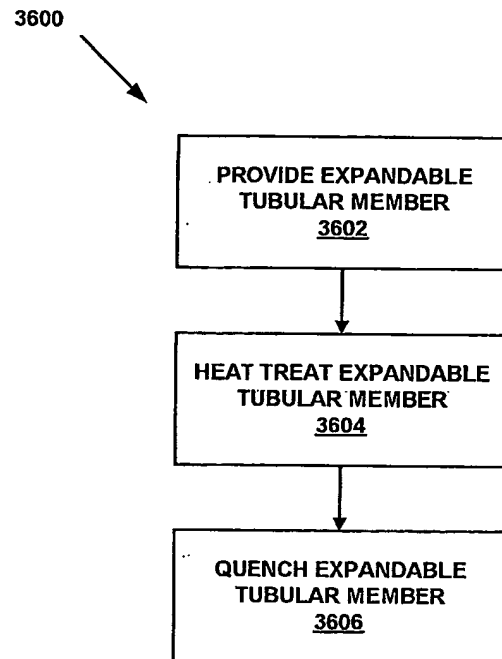 3600
PROVIDE EXPANDABLE
TUBULAR MEMBER
3602
HEAT TREAT EXPANDABLE
TUBULAR MEMBER
3604
QUENCH EXPANDABLE
TUBULAR MEMBER
3606